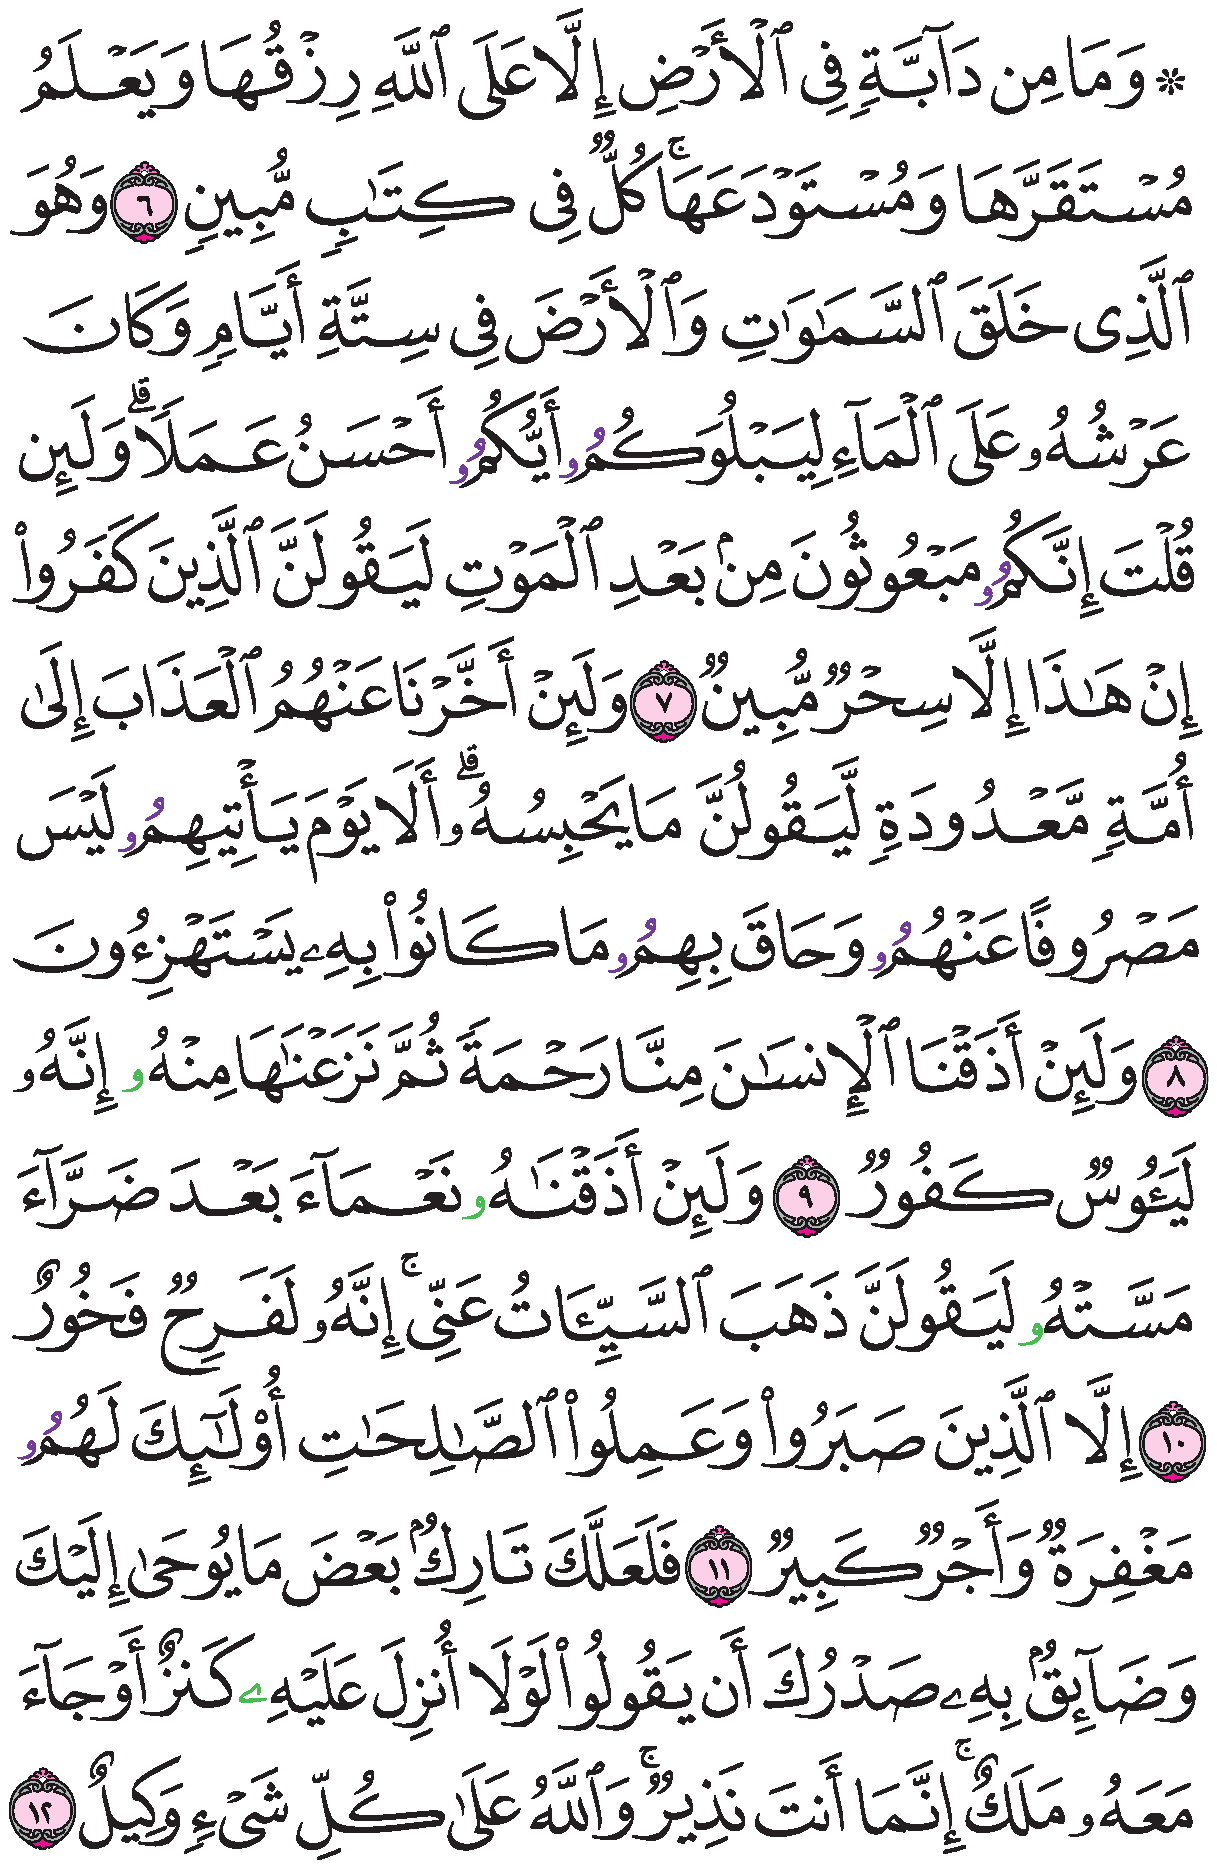 ۞ وَمَا مِن دَآبَّةٍ فِى ٱلْأَرْضِ إِلَّا عَلَى ٱللَّهِ رِزْقُهَا وَيَعْلَمُ
مُسْتَقَرَّهَا وَمُسْتَوْدَعَهَا ۚ كُلٌّ فِى كِتَٰبٍ مُّبِينٍ ٦ وَهُوَ
ٱلَّذِى خَلَقَ ٱلسَّمَٰوَٰتِ وَٱلْأَرْضَ فِى سِتَّةِ أَيَّامٍ وَكَانَ
عَرْشُهُۥ عَلَى ٱلْمَآءِ لِيَبْلُوَكُمُۥ أَيُّكُمُۥ أَحْسَنُ عَمَلًا ۗ وَلَئِن
قُلْتَ إِنَّكُمُۥ مَبْعُوثُونَ مِنۢ بَعْدِ ٱلْمَوْتِ لَيَقُولَنَّ ٱلَّذِينَ كَفَرُوا۟
إِنْ هَٰذَا إِلَّا سِحْرٌ مُّبِينٌ ٧ وَلَئِنْ أَخَّرْنَا عَنْهُمُ ٱلْعَذَابَ إِلَىٰ
أُمَّةٍ مَّعْدُودَةٍ لَّيَقُولُنَّ مَا يَحْبِسُهُۥ ۗ أَلَا يَوْمَ يَأْتِيهِمُۥ لَيْسَ
مَصْرُوفًا عَنْهُمُۥ وَحَاقَ بِهِمُۥ مَا كَانُوا۟ بِهِۦ يَسْتَهْزِءُونَ
٨ وَلَئِنْ أَذَقْنَا ٱلْإِنسَٰنَ مِنَّا رَحْمَةً ثُمَّ نَزَعْنَٰهَا مِنْهُۥ إِنَّهُۥ
لَيَـُٔوسٌ كَفُورٌ ٩ وَلَئِنْ أَذَقْنَٰهُۥ نَعْمَآءَ بَعْدَ ضَرَّآءَ
مَسَّتْهُۥ لَيَقُولَنَّ ذَهَبَ ٱلسَّيِّـَٔاتُ عَنِّى ۚ إِنَّهُۥ لَفَرِحٌ فَخُورٌ
١٠ إِلَّا ٱلَّذِينَ صَبَرُوا۟ وَعَمِلُوا۟ ٱلصَّٰلِحَٰتِ أُو۟لَٰٓئِكَ لَهُمُۥ
مَغْفِرَةٌ وَأَجْرٌ كَبِيرٌ ١١ فَلَعَلَّكَ تَارِكٌۢ بَعْضَ مَا يُوحَىٰ إِلَيْكَ
وَضَآئِقٌۢ بِهِۦ صَدْرُكَ أَن يَقُولُوا۟ لَوْلَا أُنزِلَ عَلَيْهِۦ كَنزٌ أَوْ جَآءَ
مَعَهُۥ مَلَكٌ ۚ إِنَّمَا أَنتَ نَذِيرٌ ۚ وَٱللَّهُ عَلَىٰ كُلِّ شَىْءٍ وَكِيلٌ ١٢